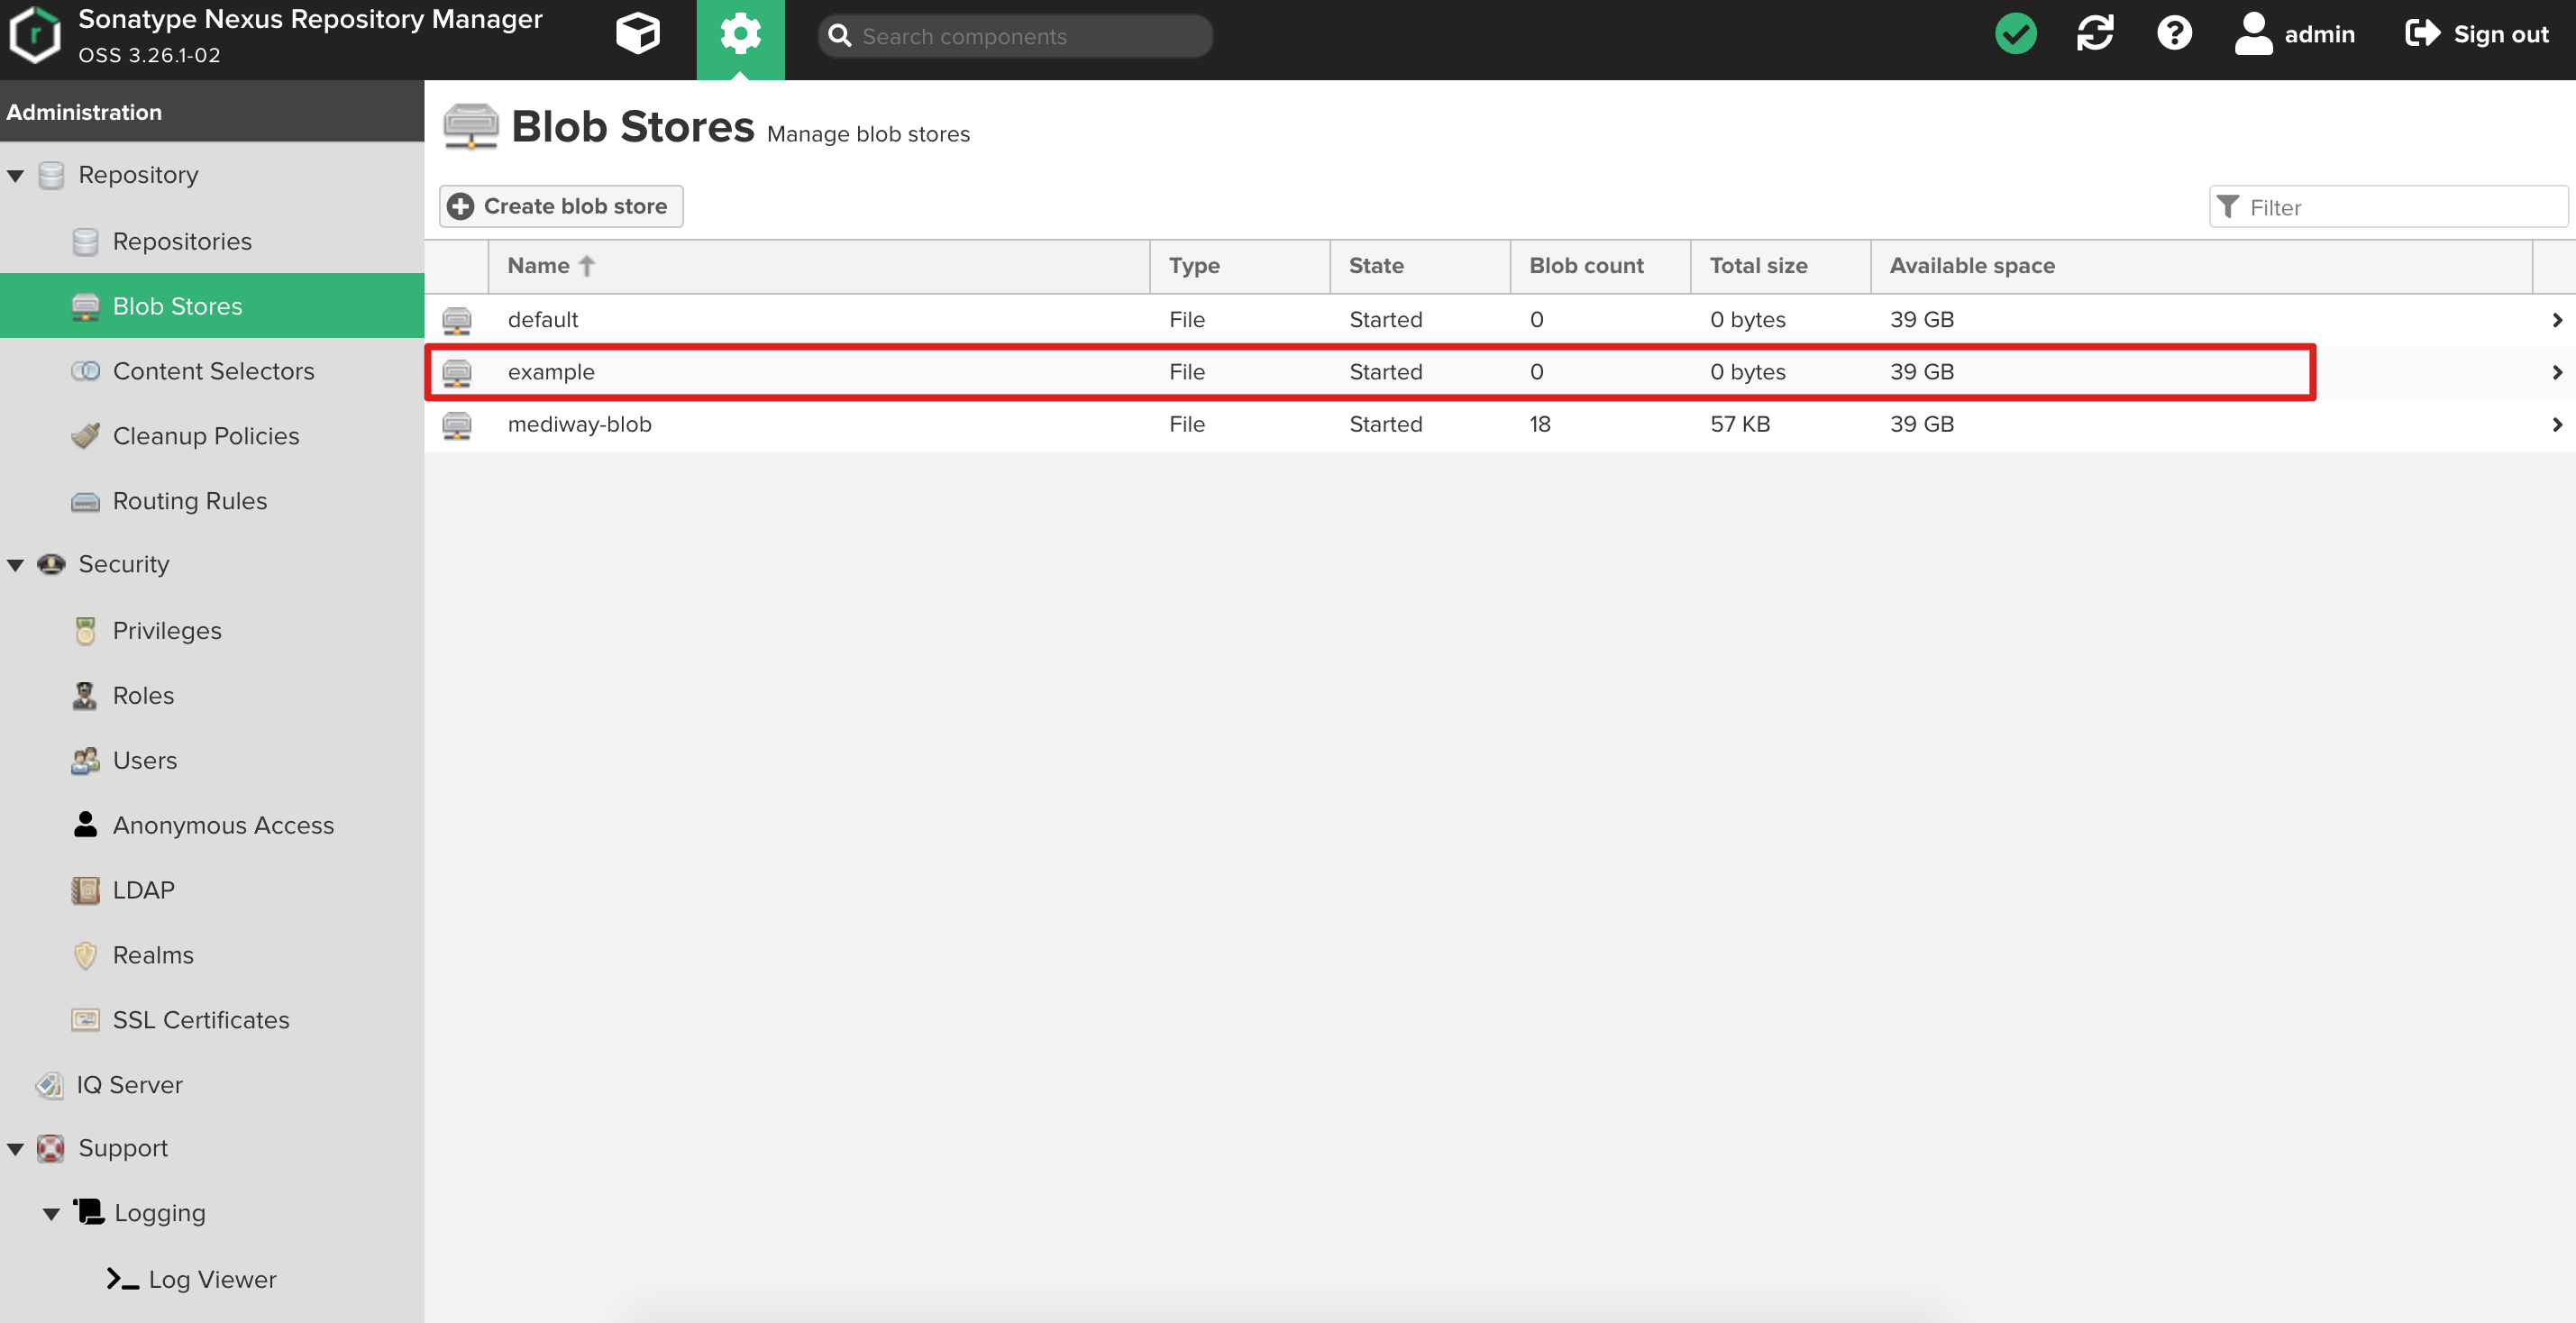 Sonatype Nexus Repository Manager
OSS 3.26.1-02
Search components
admin
Sign out
Administration
Repository
Repositories
Blob Stores
Content Selectors
Cleanup Policies
Routing Rules
Security
Privileges
Roles
Users
Anonymous Access
LDAP
Realms
SSL Certificates
IQ Server
Support
Logging
Log Viewer
Blob Stores Manage blob stores
Create blob store
Filter
Name Type State Blob count Total size Available space
default File Started 0 0 bytes 39 GB
example File Started 0 0 bytes 39 GB
mediway-blob File Started 18 57 KB 39 GB